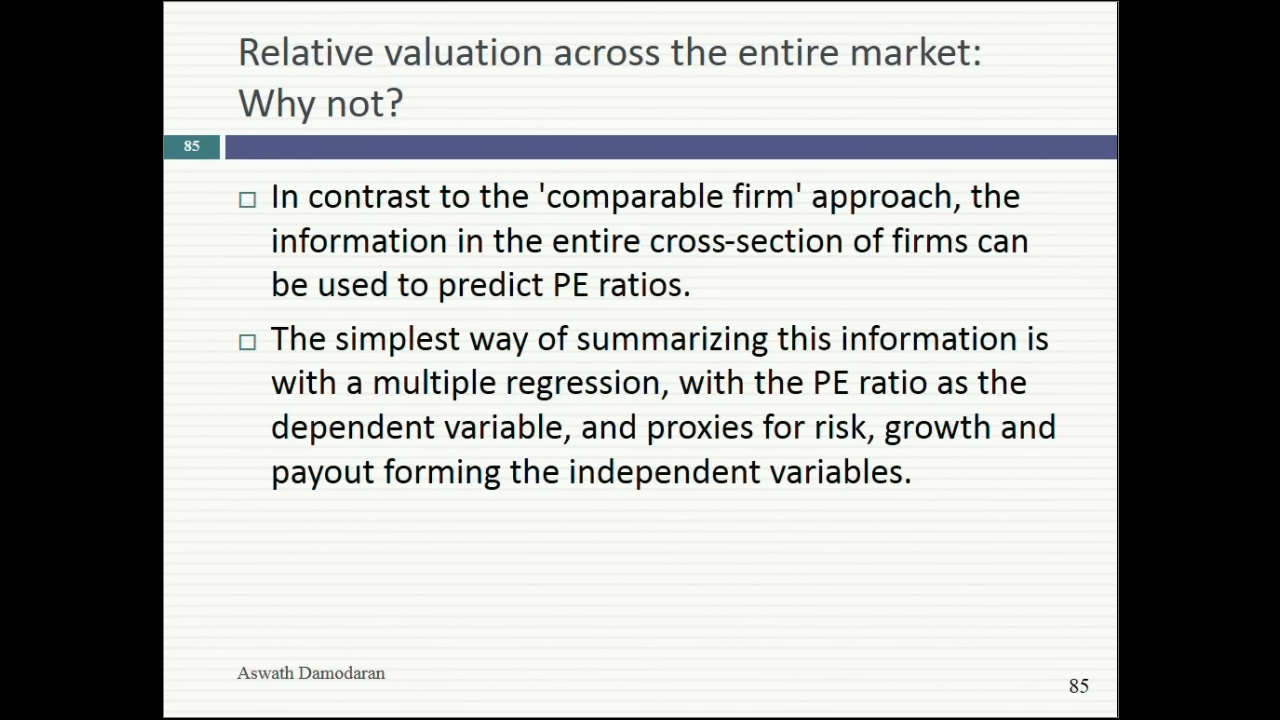 Relative valuation across the entire market:
Why not?
85
In contrast to the 'comparable firm' approach, the
information in the entire cross-section of firms can
be used to predict PE ratios.
The simplest way of summarizing this information is
with a multiple regression, with the PE ratio as the
dependent variable, and proxies for risk, growth and
payout forming the independent variables.
Aswath Damodaran
85